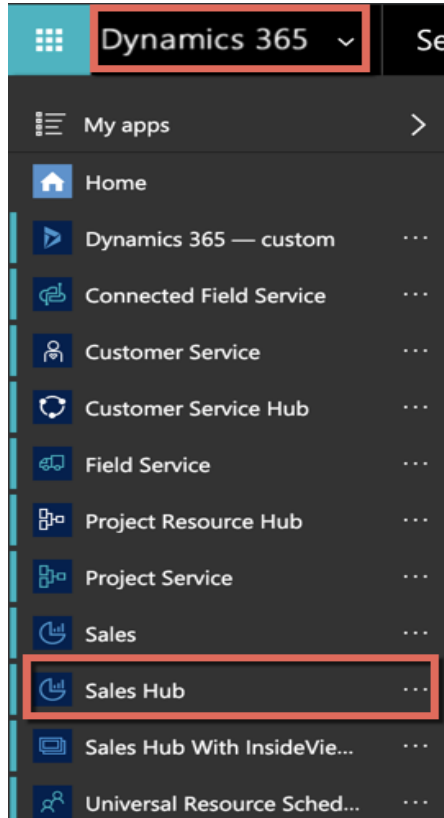 Dynamics 365 Se
My apps
Home
Dynamics 365 — custom
Connected Field Service
Customer Service
Customer Service Hub
Field Service
Project Resource Hub
Project Service
Sales
Sales Hub
Sales Hub With InsideVie...
Universal Resource Sched...